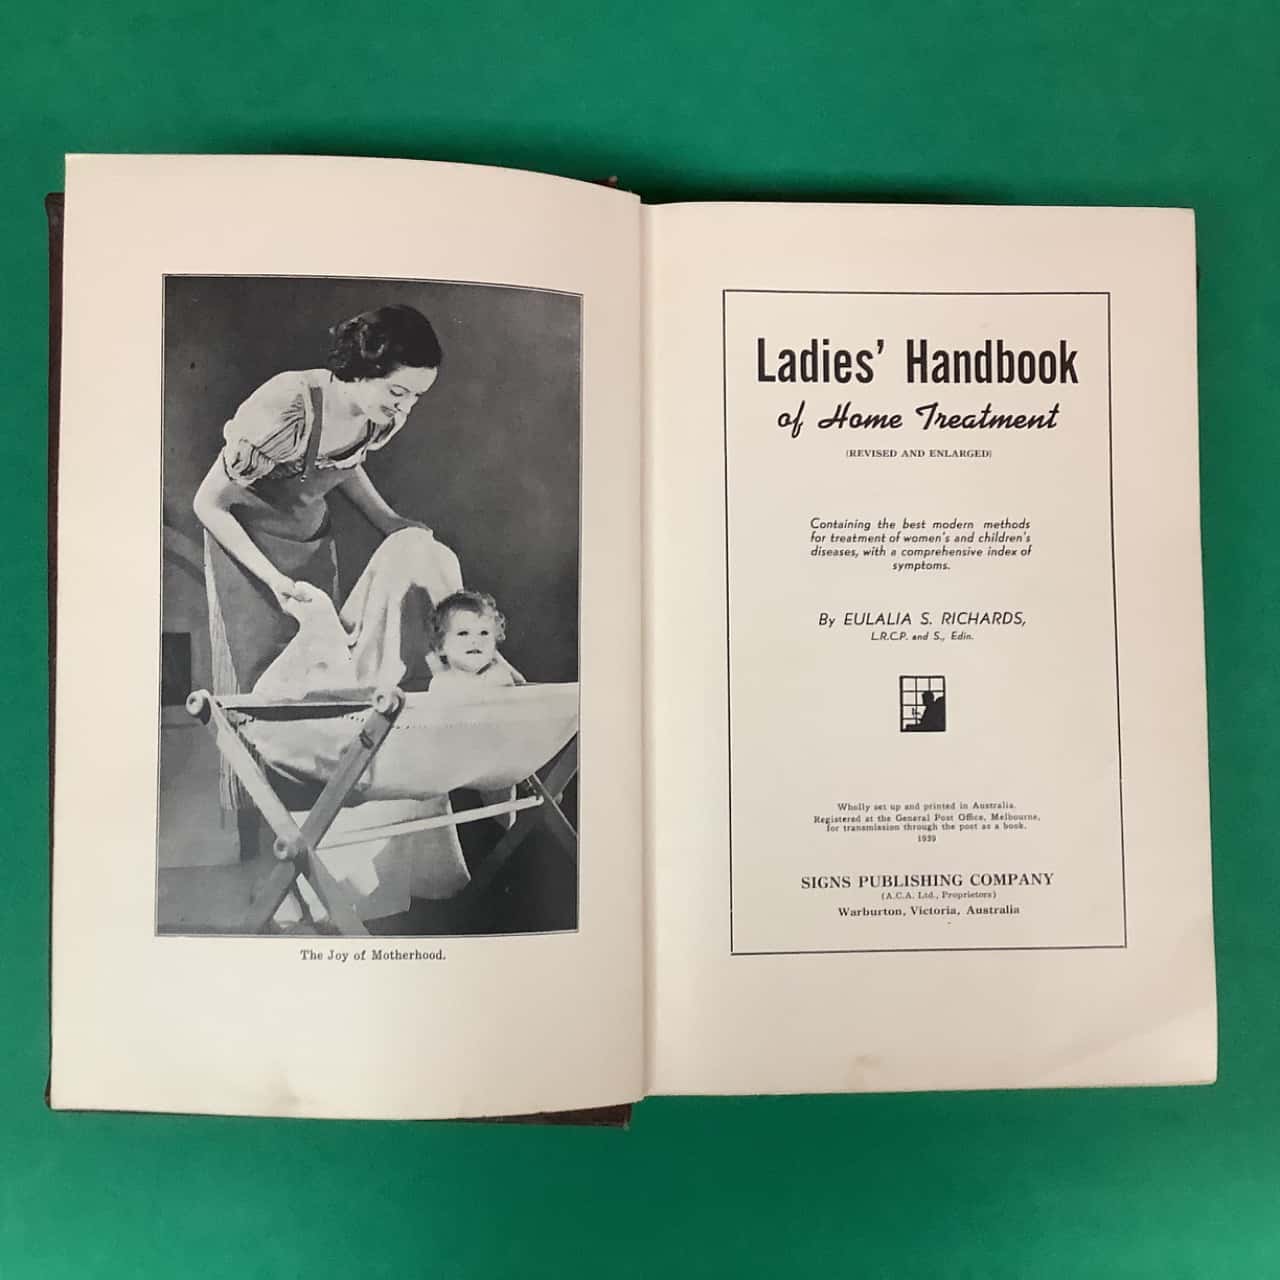 The Joy of Motherhood.
Ladies' Handbook
of Home Treatment
(REVISED AND ENLARGED)
Containing the best modern methods
for treatment of women's and children's
diseases, with a comprehensive index of
symptoms.
By EULALIA S. RICHARDS,
L.R.C.P. and S., Edin.
Wholly set up and printed in Australia.
Registered at the General Post Office, Melbourne,
for transmission through the post as a book.
1939
SIGNS PUBLISHING COMPANY
(A.C.A. Ltd., Proprietors)
Warburton, Victoria, Australia